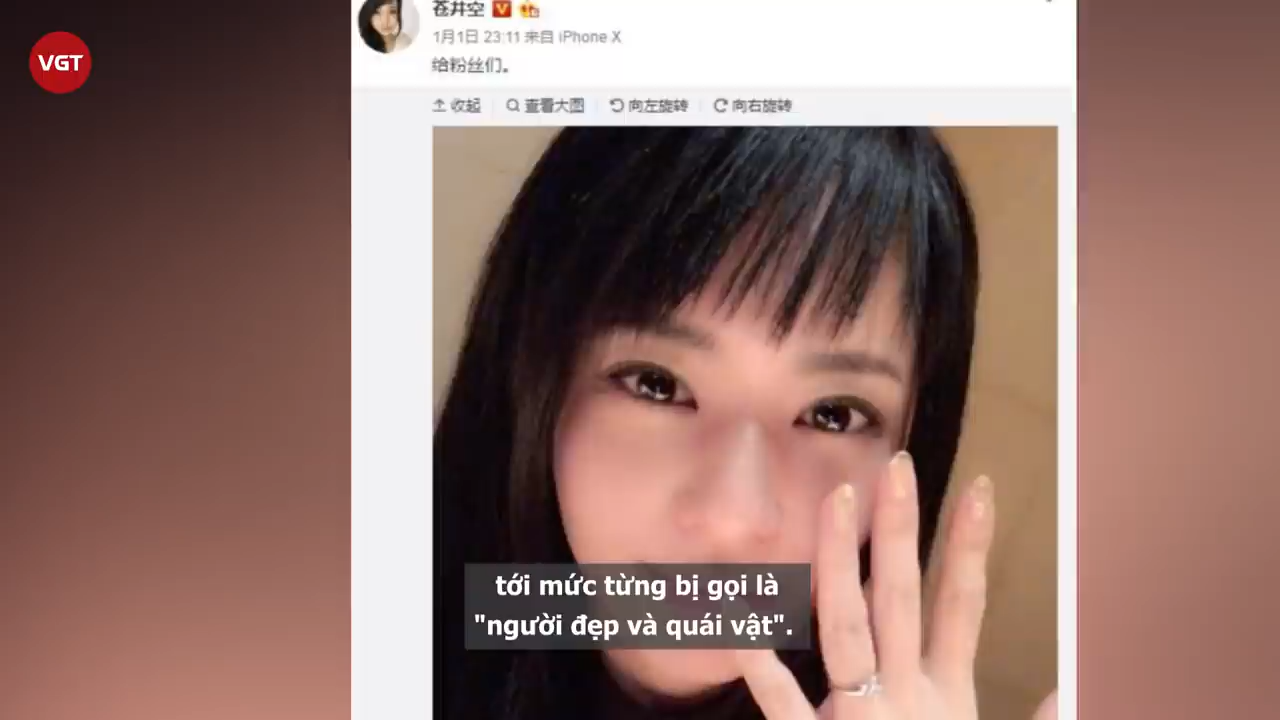 VGT
苍井空 V
1月1日 23:11 来自 iPhone X
给粉丝们。
收起 查看大图 向左旋转 向右旋转
tới mức từng bị gọi là
"người đẹp và quái vật".